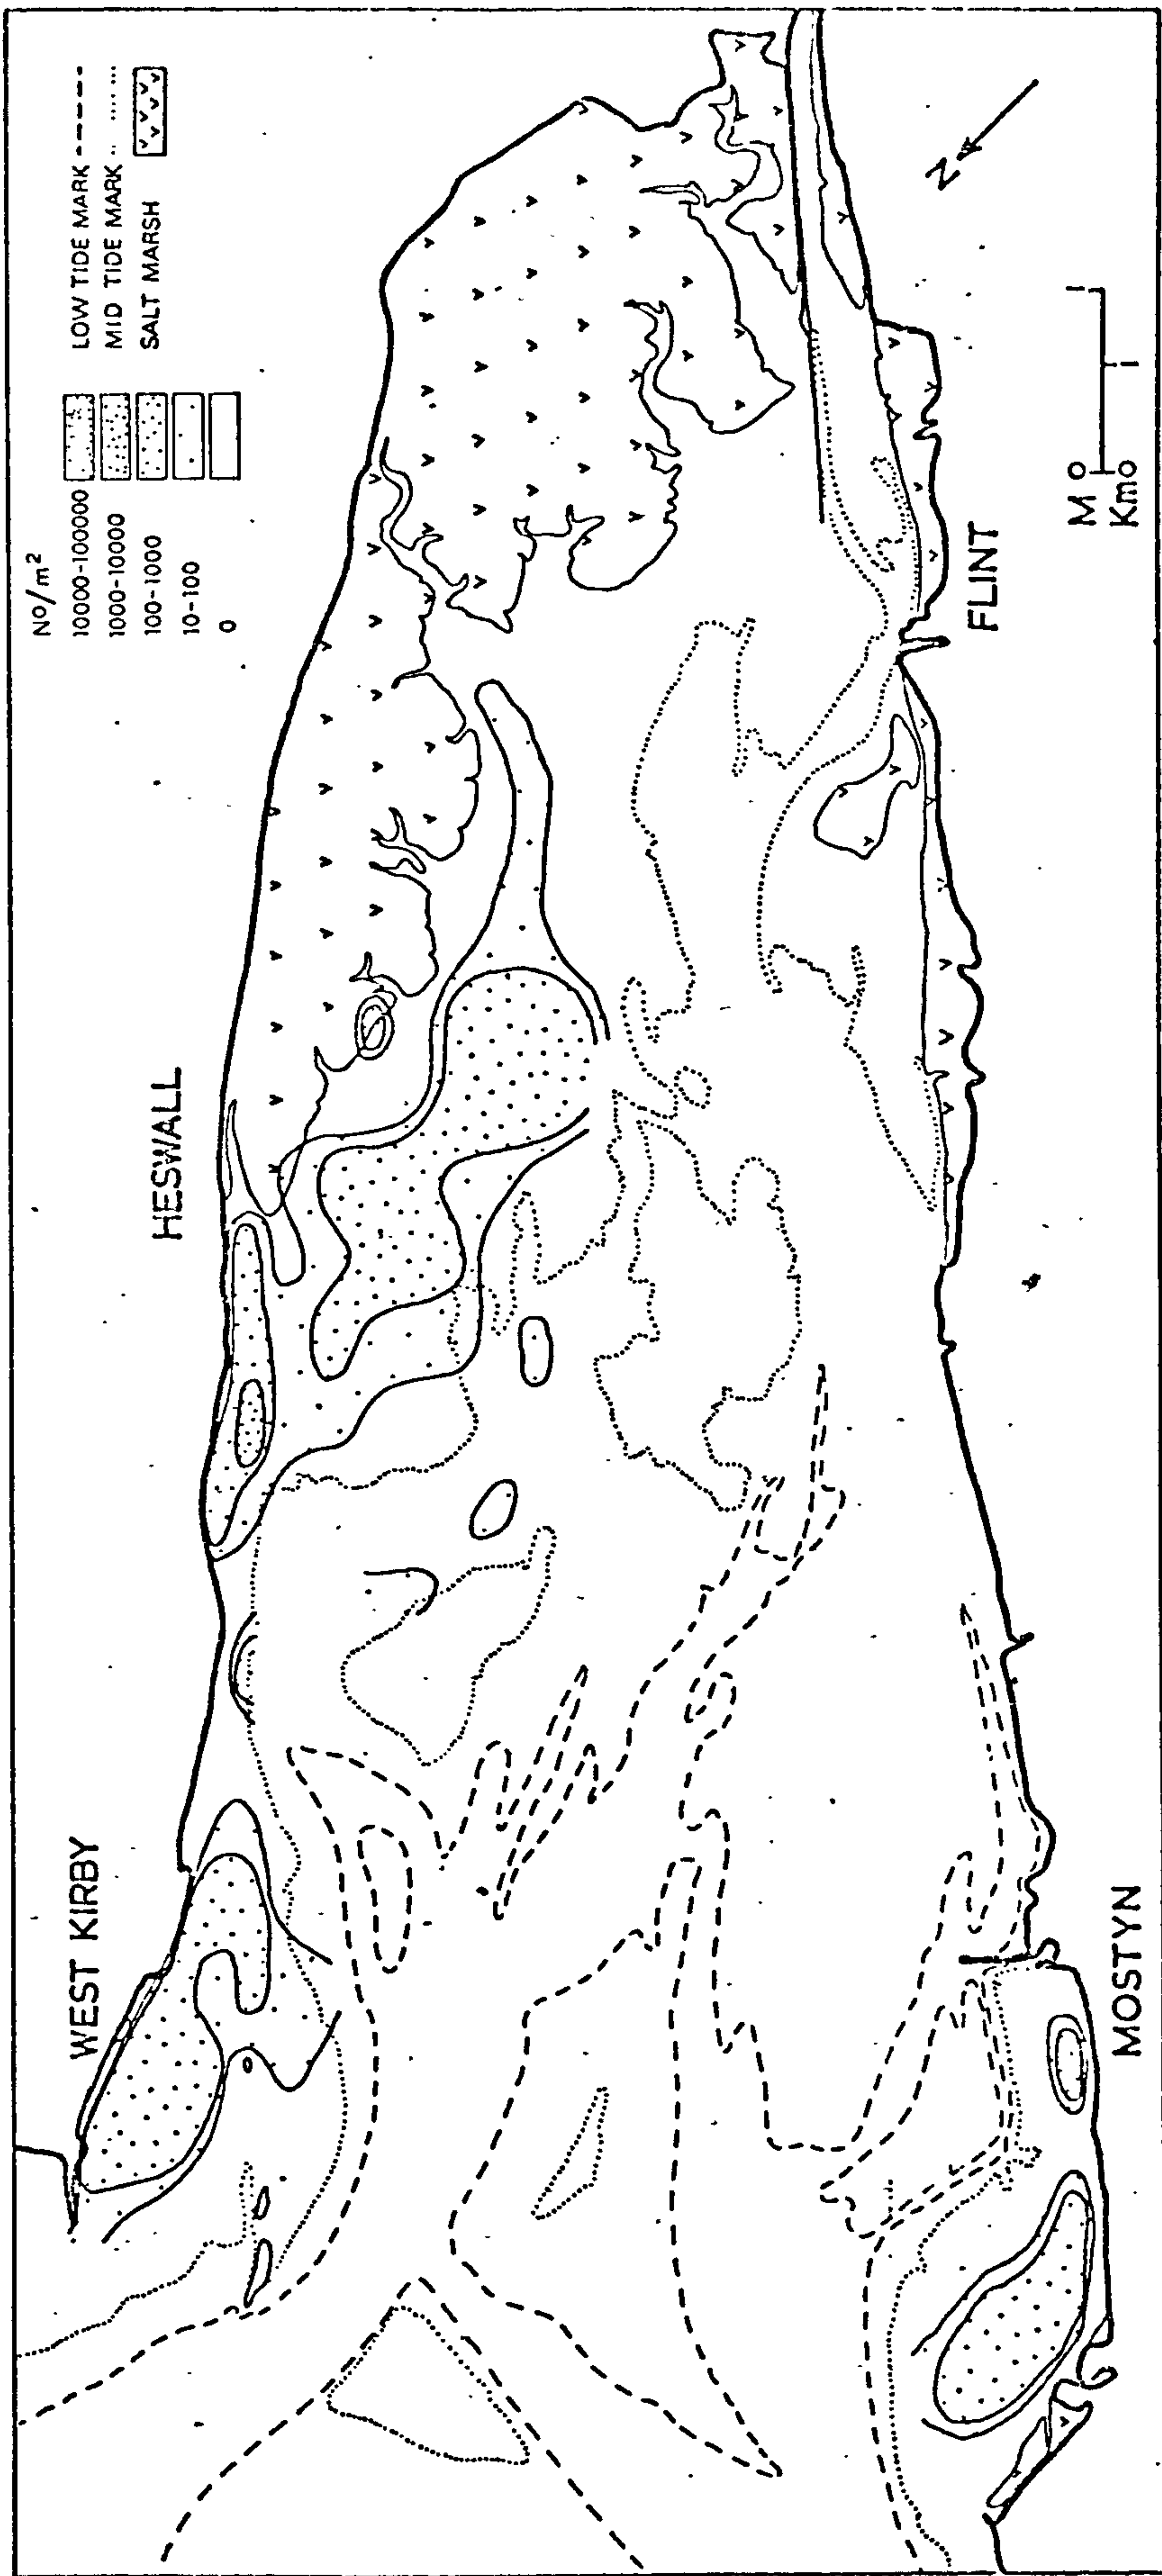 Nº/m²
10000-100000
1000-10000
100-1000
10-100
0
LOW TIDE MARK
MID TIDE MARK
SALT MARSH
WEST KIRBY
HESWALL
FLINT
MOSTYN
N
M 0 1
Km 0 1